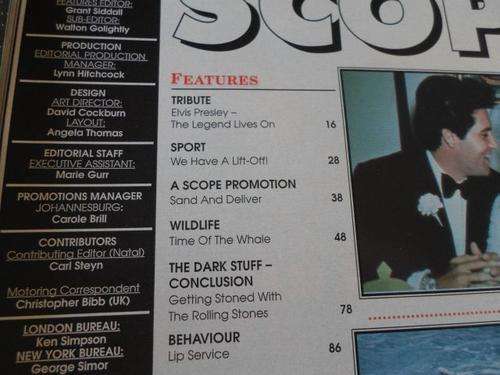 FEATURES EDITOR:
Grant Siddall
SUB-EDITOR:
Walton Golightly
PRODUCTION
EDITORIAL PRODUCTION
MANAGER:
Lynn Hitchcock
DESIGN
ART DIRECTOR:
David Cockburn
LAYOUT:
Angela Thomas
EDITORIAL STAFF
EXECUTIVE ASSISTANT:
Marie Gurr
PROMOTIONS MANAGER
JOHANNESBURG:
Carole Brill
CONTRIBUTORS
Contributing Editor (Natal)
Carl Steyn
Motoring Correspondent
Christopher Bibb (UK)
LONDON BUREAU:
Ken Simpson
NEW YORK BUREAU:
George Simor
SCOP
FEATURES
TRIBUTE
Elvis Presley –
The Legend Lives On 16
SPORT
We Have A Lift-Off! 28
A SCOPE PROMOTION
Sand And Deliver 38
WILDLIFE
Time Of The Whale 48
THE DARK STUFF –
CONCLUSION
Getting Stoned With
The Rolling Stones 78
BEHAVIOUR
Lip Service 86